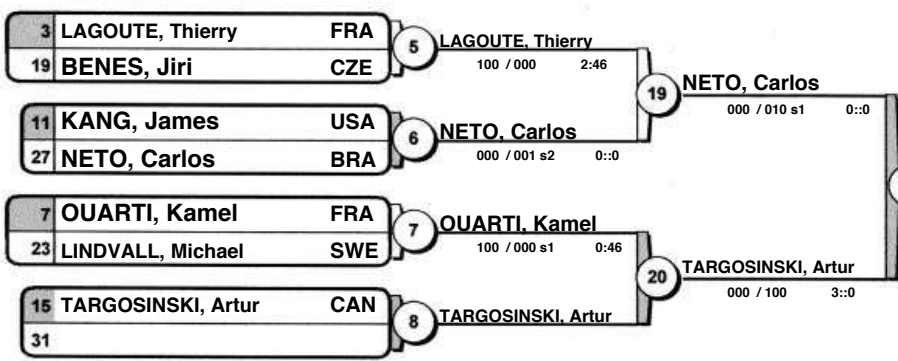 3 LAGOUTE, Thierry FRA
19 BENES, Jiri CZE
5
LAGOUTE, Thierry
100 / 000 2:46
11 KANG, James USA
27 NETO, Carlos BRA
6
NETO, Carlos
000 / 001 s2 0::0
19
NETO, Carlos
000 / 010 s1 0::0
7 OUARTI, Kamel FRA
23 LINDVALL, Michael SWE
7
OUARTI, Kamel
100 / 000 s1 0:46
15 TARGOSINSKI, Artur CAN
31
8
TARGOSINSKI, Artur
20
TARGOSINSKI, Artur
000 / 100 3::0